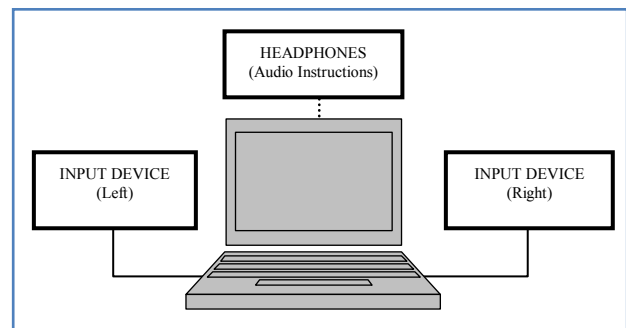 HEADPHONES
(Audio Instructions)
INPUT DEVICE
(Left)
INPUT DEVICE
(Right)